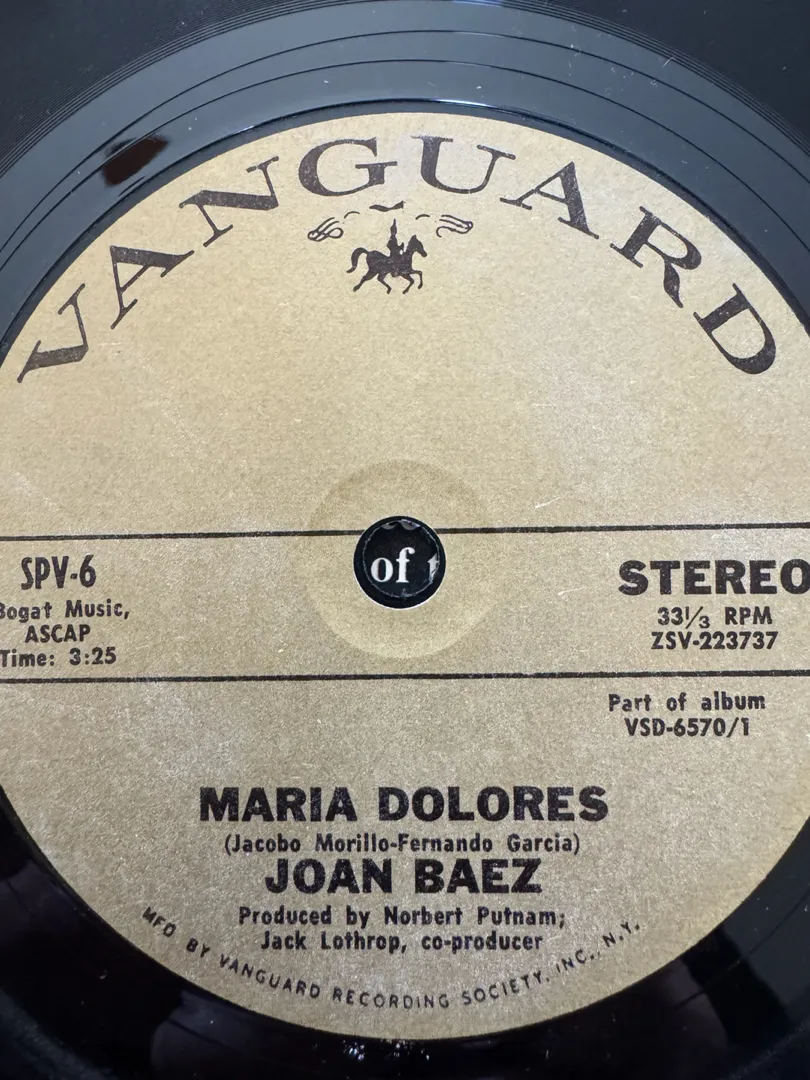 VANGUARD
SPV-6
Bogat Music,
ASCAP
Time: 3:25
of
STEREO
33⅓ RPM
ZSV-223737
Part of album
VSD-6570/1
MARIA DOLORES
(Jacobo Morillo-Fernando Garcia)
JOAN BAEZ
Produced by Norbert Putnam;
Jack Lothrop, co-producer
MFD BY VANGUARD RECORDING SOCIETY, INC., N.Y.